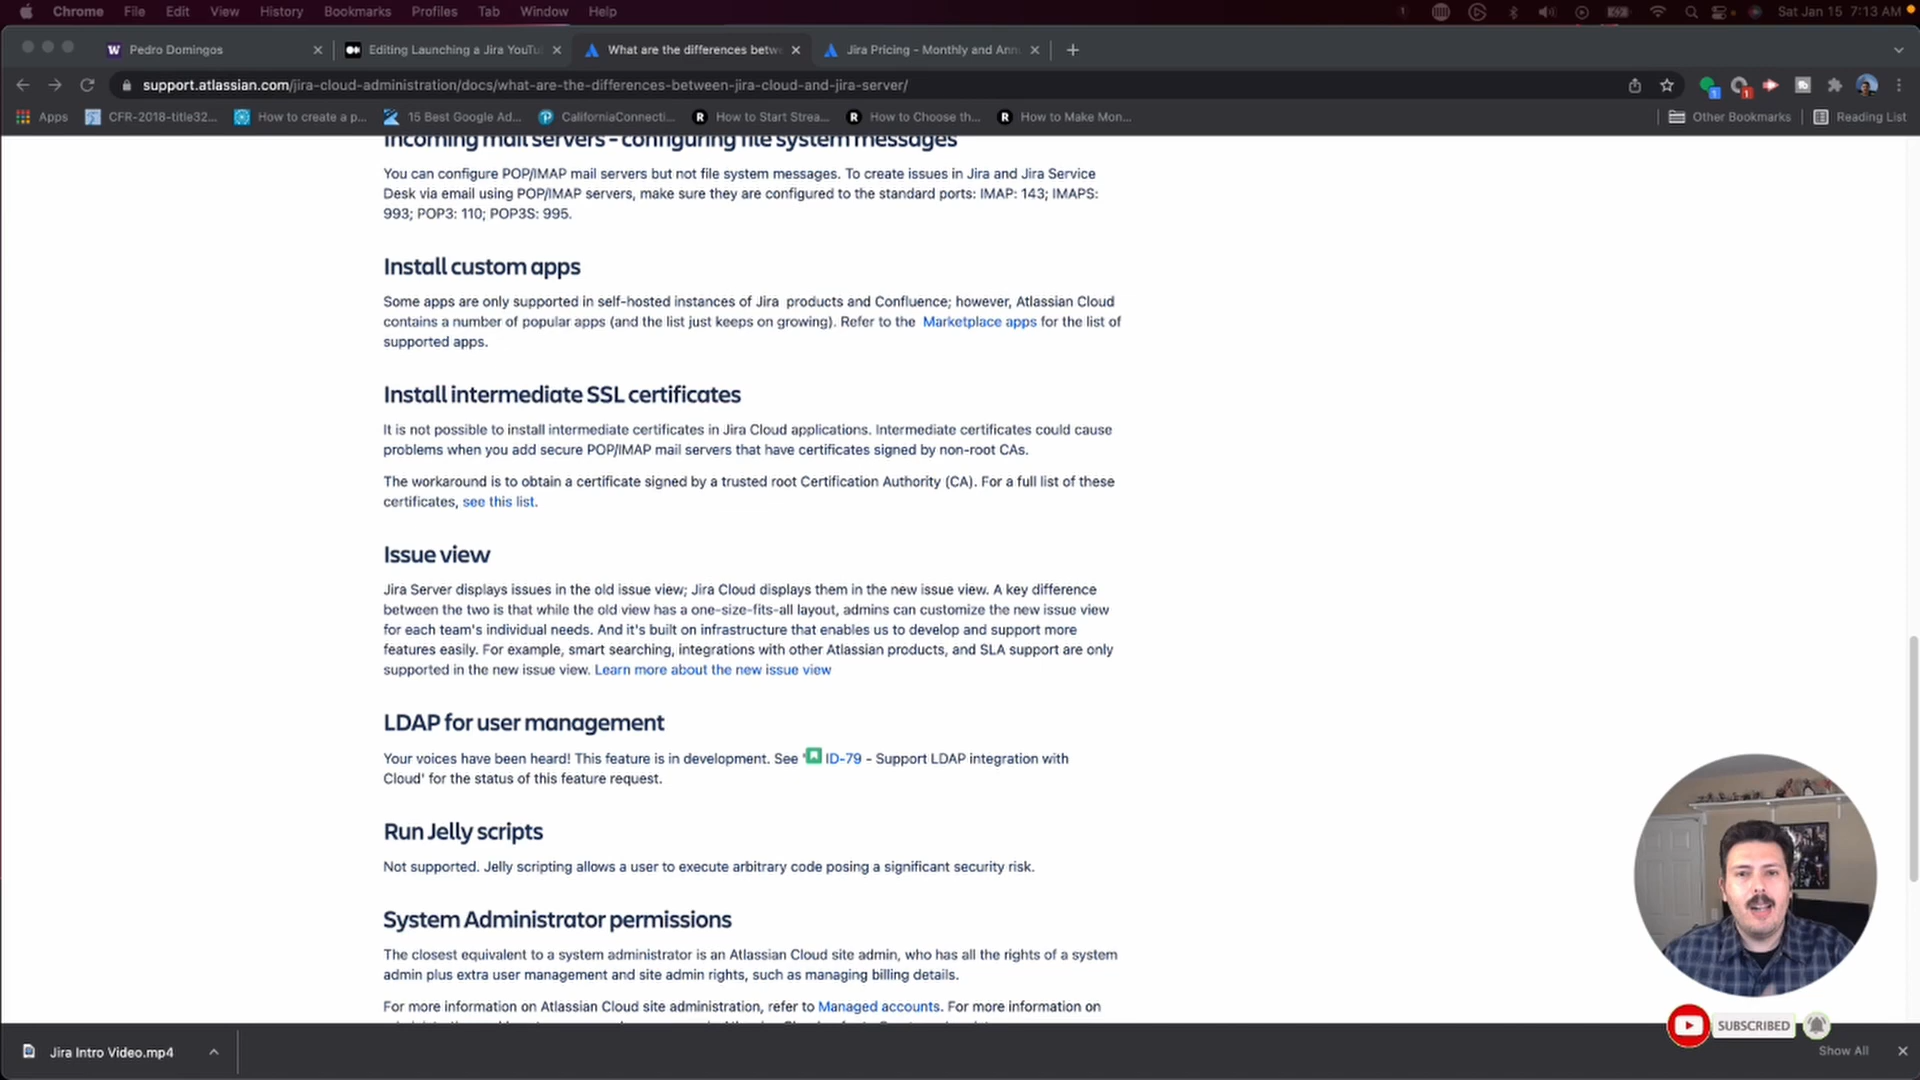 Chrome File Edit View History Bookmarks Profiles Tab Window Help Sat Jan 15 7:13 AM
Pedro Domingos Editing Launching a Jira YouTu What are the differences betw Jira Pricing - Monthly and Ann
support.atlassian.com/jira-cloud-administration/docs/what-are-the-differences-between-jira-cloud-and-jira-server/
Apps CFR-2018-title32... How to create a p... 15 Best Google Ad... CaliforniaConnecti... How to Start Strea... How to Choose th... How to Make Mon... Other Bookmarks Reading List
Incoming mail servers - configuring file system messages
You can configure POP/IMAP mail servers but not file system messages. To create issues in Jira and Jira Service
Desk via email using POP/IMAP servers, make sure they are configured to the standard ports: IMAP: 143; IMAPS:
993; POP3: 110; POP3S: 995.
Install custom apps
Some apps are only supported in self-hosted instances of Jira products and Confluence; however, Atlassian Cloud
contains a number of popular apps (and the list just keeps on growing). Refer to the Marketplace apps for the list of
supported apps.
Install intermediate SSL certificates
It is not possible to install intermediate certificates in Jira Cloud applications. Intermediate certificates could cause
problems when you add secure POP/IMAP mail servers that have certificates signed by non-root CAs.
The workaround is to obtain a certificate signed by a trusted root Certification Authority (CA). For a full list of these
certificates, see this list.
Issue view
Jira Server displays issues in the old issue view; Jira Cloud displays them in the new issue view. A key difference
between the two is that while the old view has a one-size-fits-all layout, admins can customize the new issue view
for each team's individual needs. And it's built on infrastructure that enables us to develop and support more
features easily. For example, smart searching, integrations with other Atlassian products, and SLA support are only
supported in the new issue view. Learn more about the new issue view
LDAP for user management
Your voices have been heard! This feature is in development. See ' ID-79 - Support LDAP integration with
Cloud' for the status of this feature request.
Run Jelly scripts
Not supported. Jelly scripting allows a user to execute arbitrary code posing a significant security risk.
System Administrator permissions
The closest equivalent to a system administrator is an Atlassian Cloud site admin, who has all the rights of a system
admin plus extra user management and site admin rights, such as managing billing details.
For more information on Atlassian Cloud site administration, refer to Managed accounts. For more information on
SUBSCRIBED
Jira Intro Video.mp4 Show All